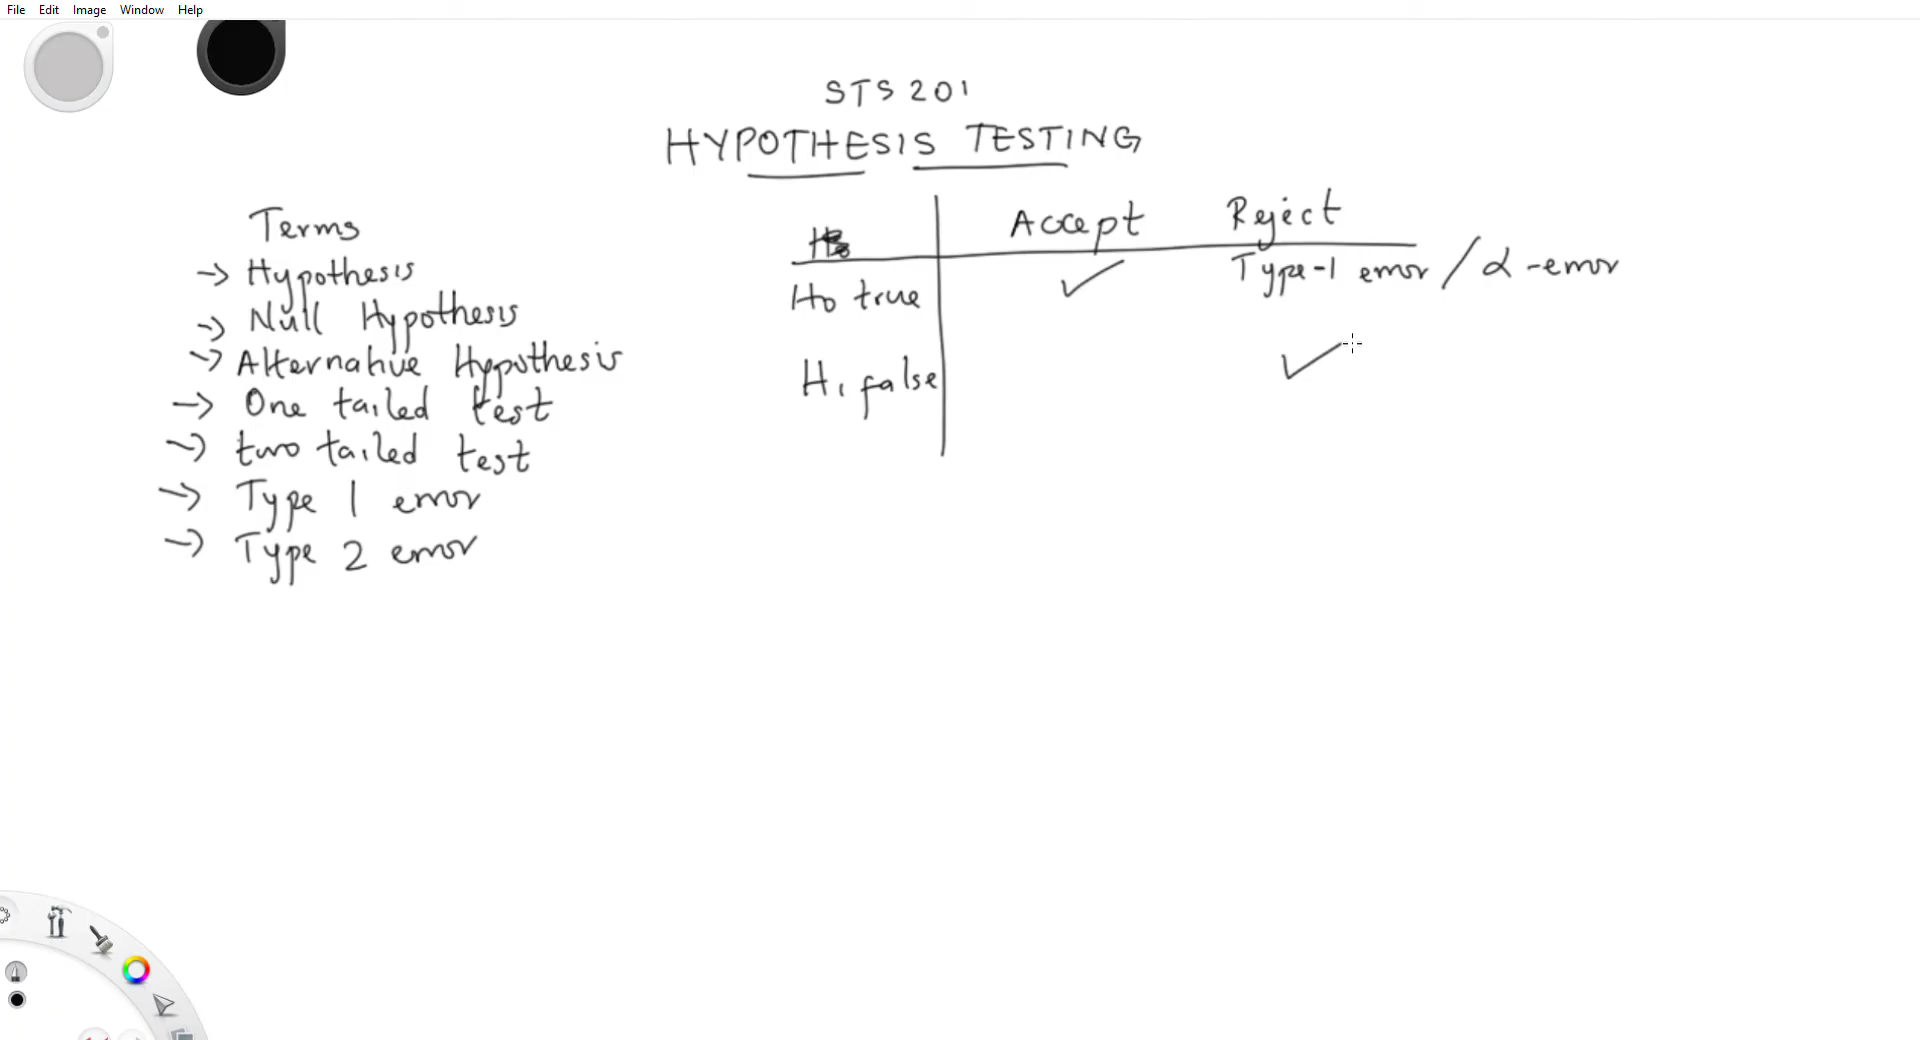 File Edit Image Window Help
STS 201
HYPOTHESIS TESTING
Terms
→ Hypothesis
→ Null Hypothesis
→ Alternative Hypothesis
→ One tailed test
→ two tailed test
→ Type 1 error
→ Type 2 error
Accept Reject
Ho true ✓ Type-1 error / α-error
H1 false ✓